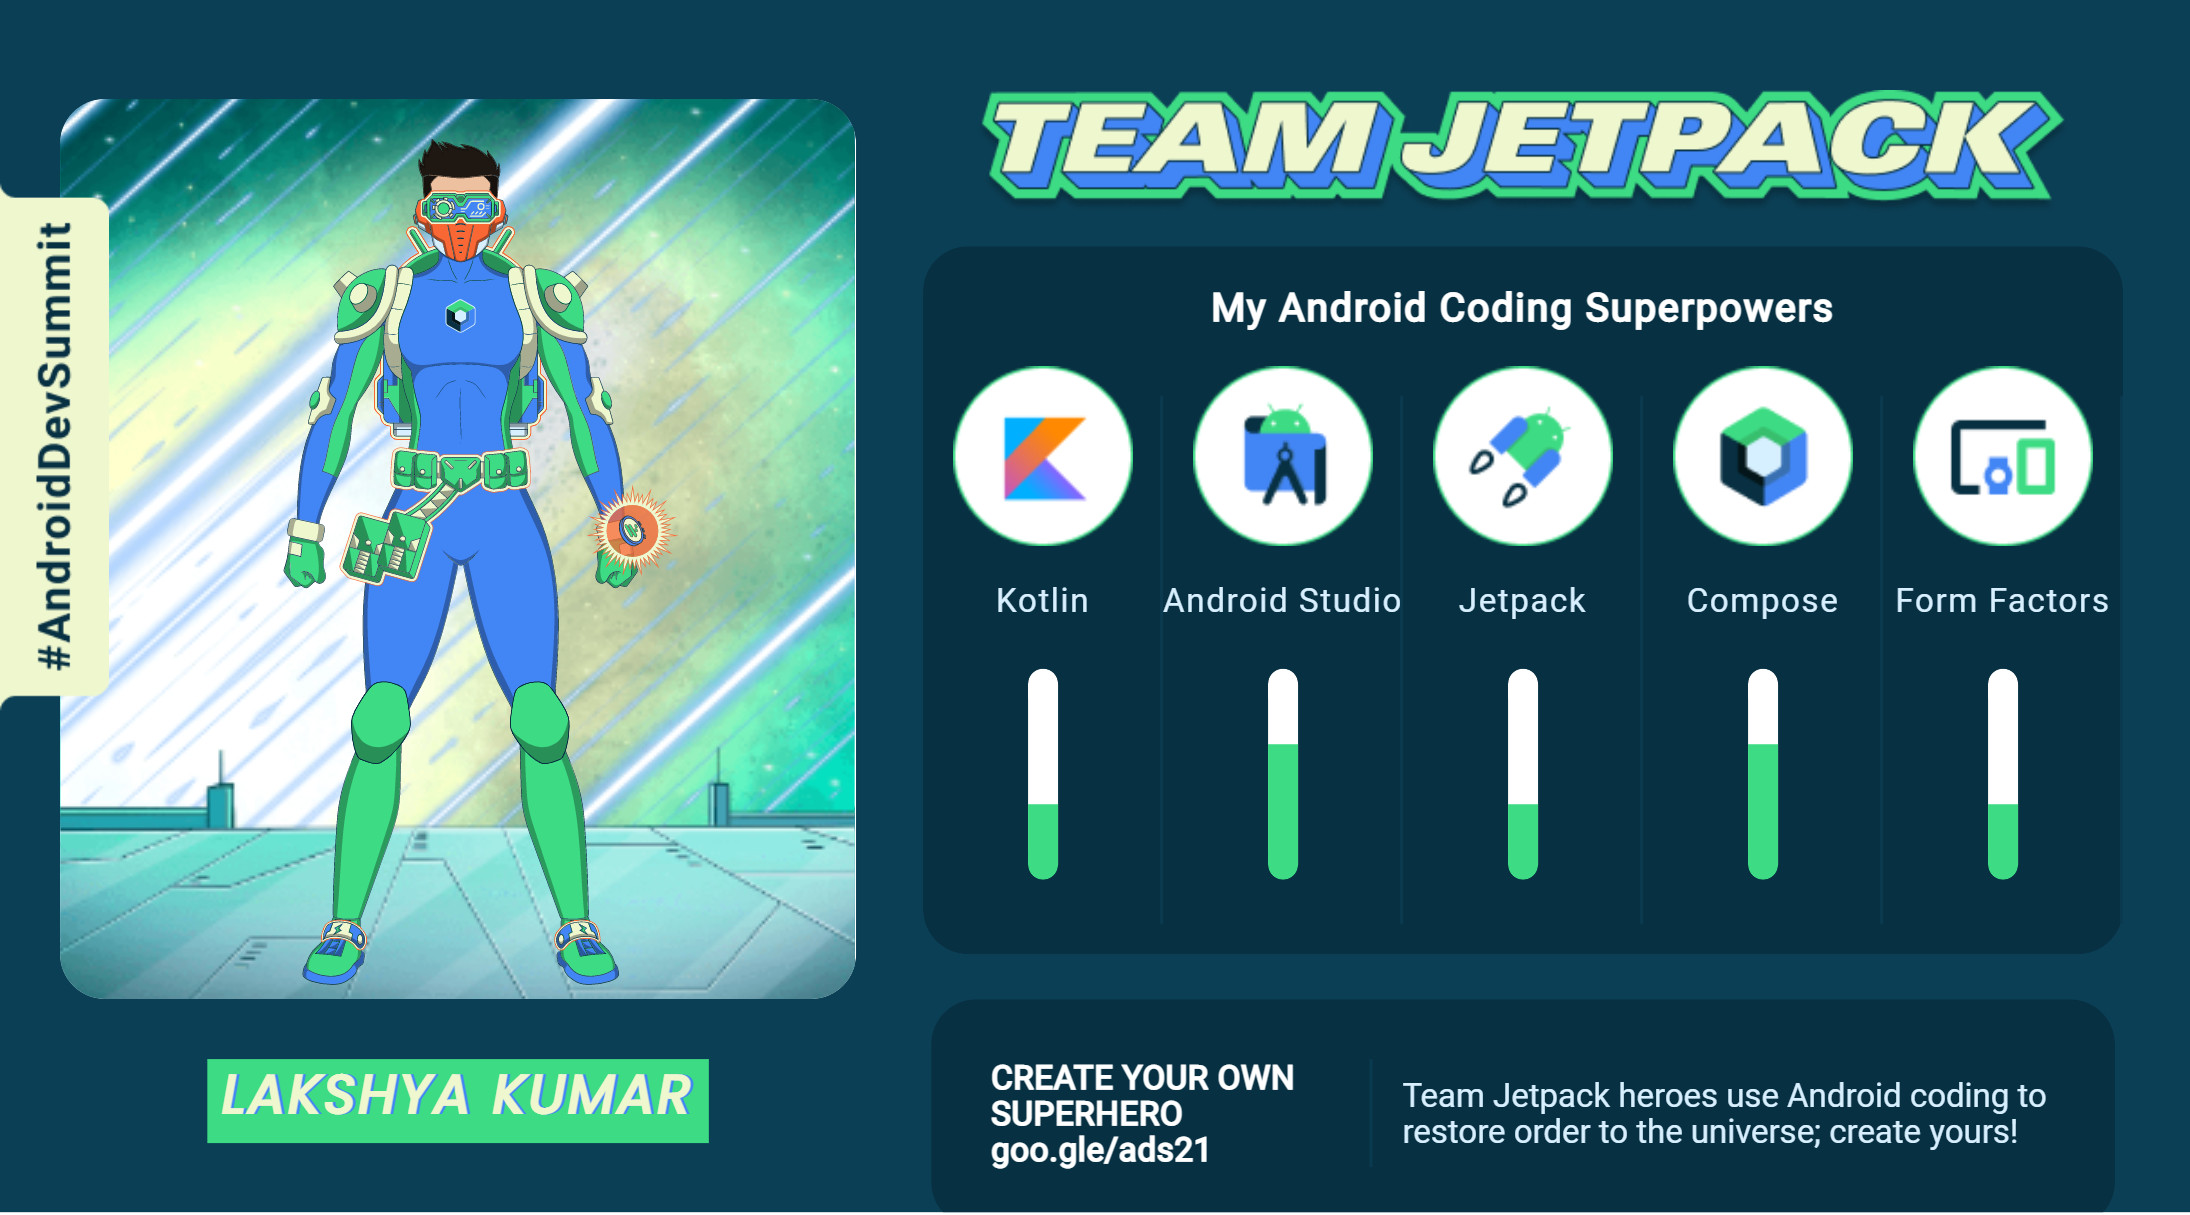 #AndroidDevSummit
LAKSHYA KUMAR
TEAM JETPACK
My Android Coding Superpowers
Kotlin
Android Studio
Jetpack
Compose
Form Factors
CREATE YOUR OWN
SUPERHERO
goo.gle/ads21
Team Jetpack heroes use Android coding to
restore order to the universe; create yours!